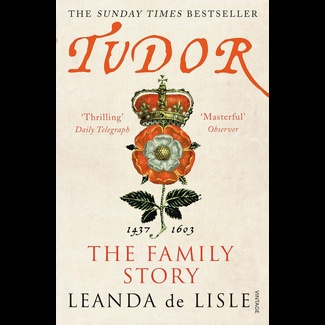 THE SUNDAY TIMES BESTSELLER
TUDOR
‘Thrilling’
Daily Telegraph
‘Masterful’
Observer
1437 1603
THE FAMILY
STORY
LEANDA de LISLE
VINTAGE